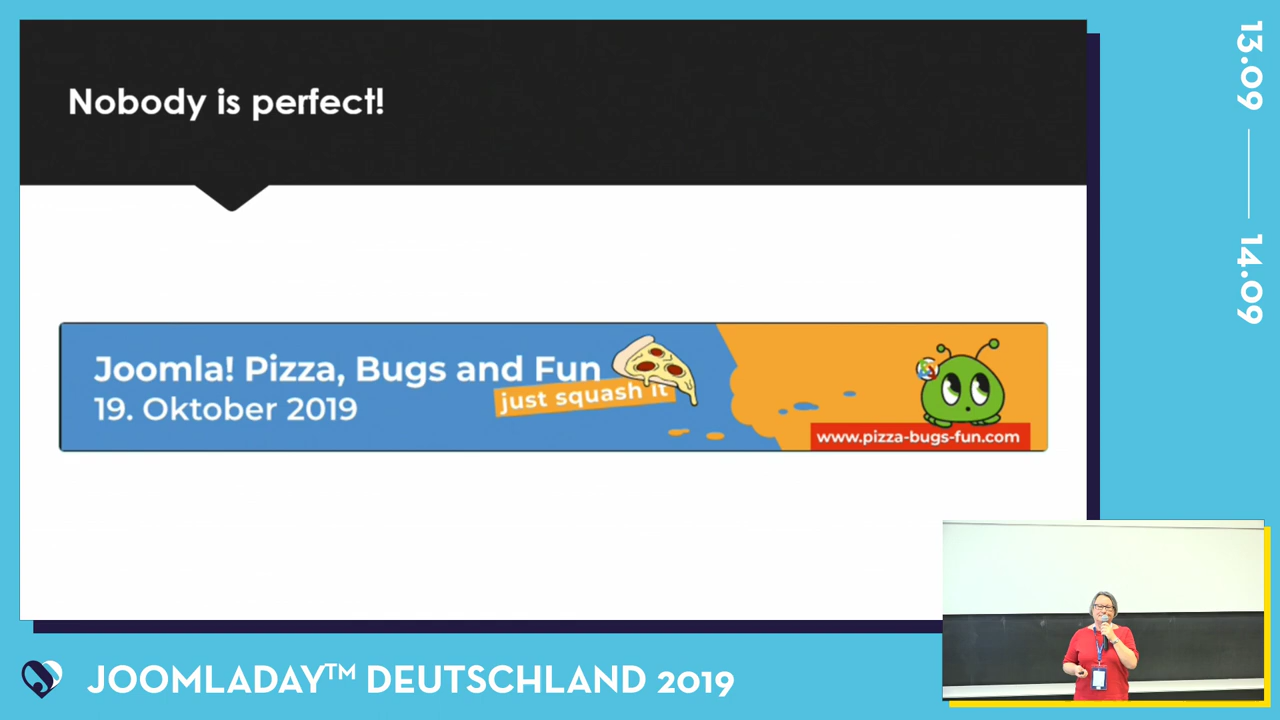 Nobody is perfect!
Joomla! Pizza, Bugs and Fun
just squash it
19. Oktober 2019
www.pizza-bugs-fun.com
13.09
14.09
JOOMLADAY™ DEUTSCHLAND 2019